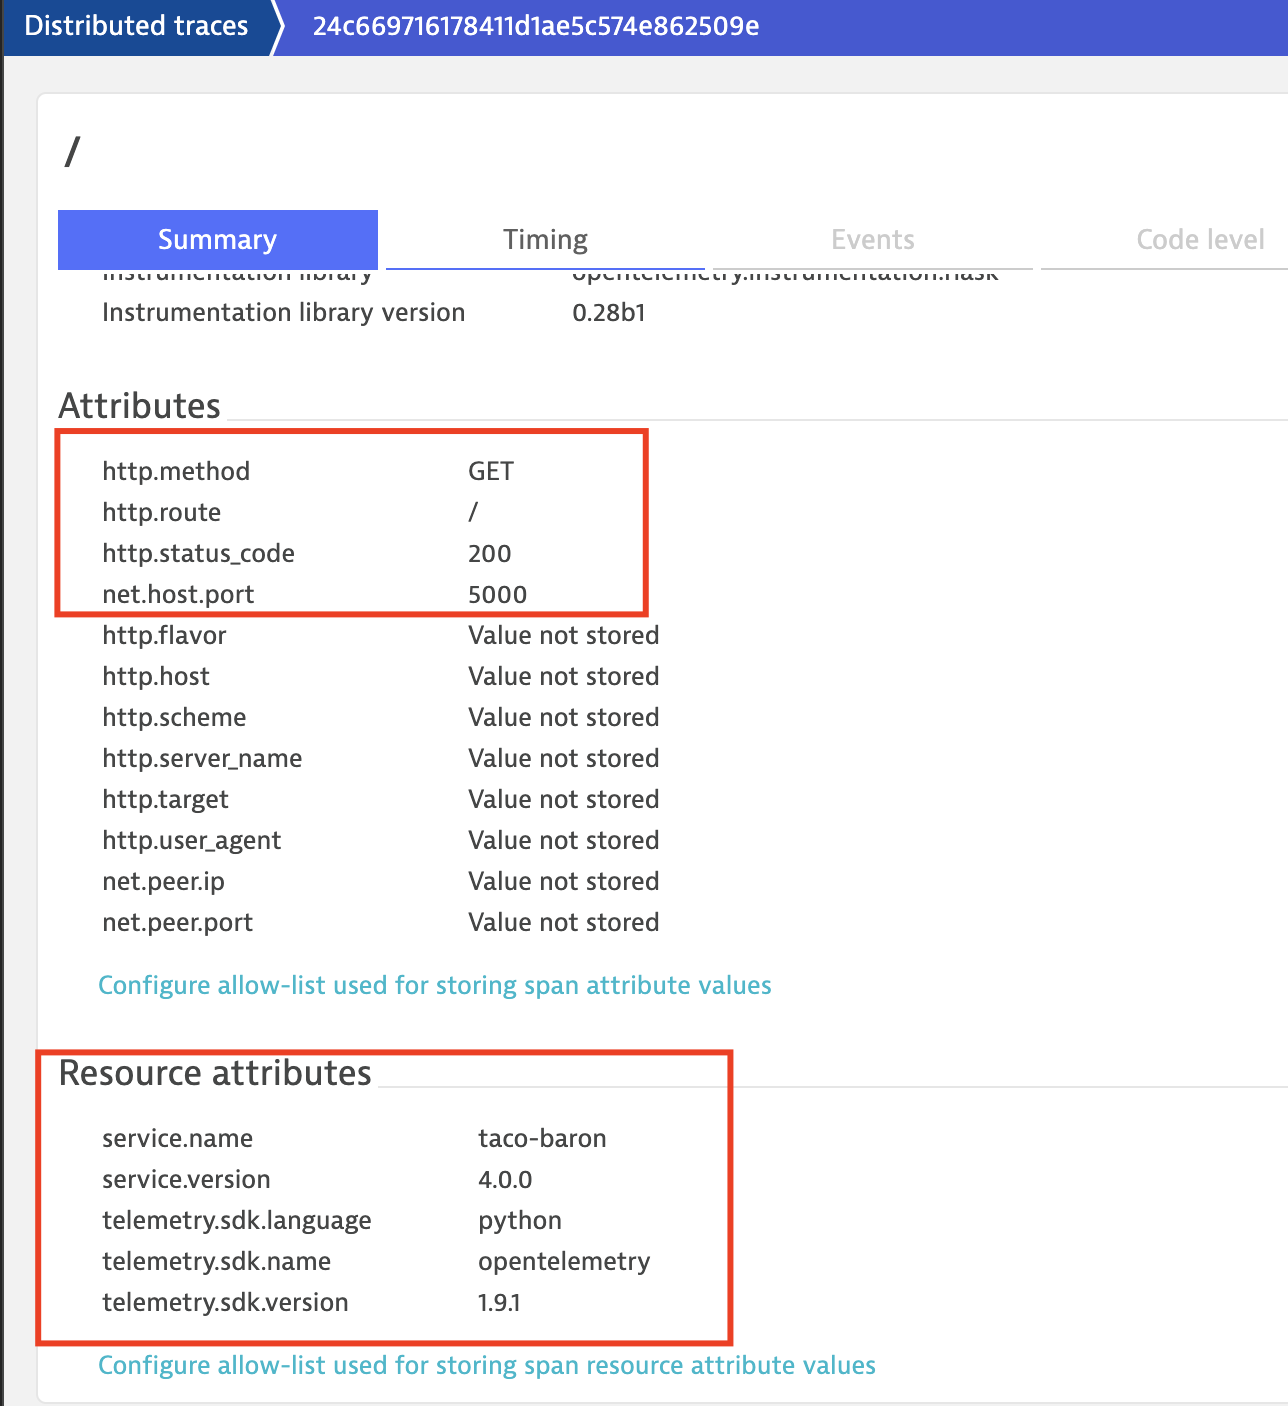 Distributed traces 24c669716178411d1ae5c574e862509e
/
Summary Timing Events Code level
Instrumentation library opentelemetry.instrumentation.flask
Instrumentation library version 0.28b1
Attributes
http.method GET
http.route /
http.status_code 200
net.host.port 5000
http.flavor Value not stored
http.host Value not stored
http.scheme Value not stored
http.server_name Value not stored
http.target Value not stored
http.user_agent Value not stored
net.peer.ip Value not stored
net.peer.port Value not stored
Configure allow-list used for storing span attribute values
Resource attributes
service.name taco-baron
service.version 4.0.0
telemetry.sdk.language python
telemetry.sdk.name opentelemetry
telemetry.sdk.version 1.9.1
Configure allow-list used for storing span resource attribute values